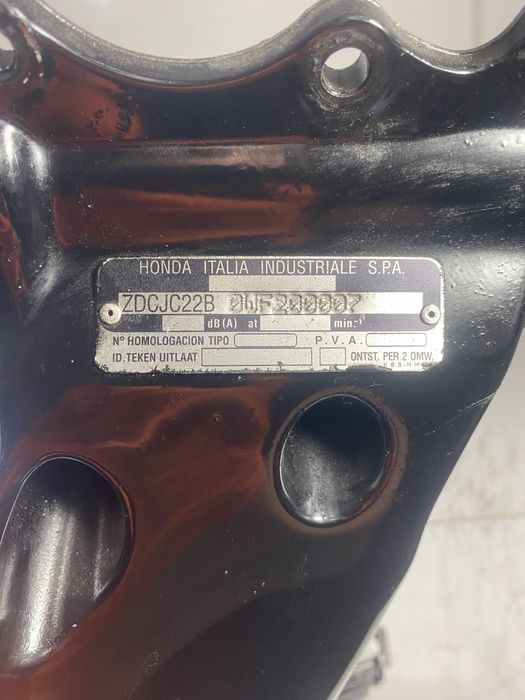 HONDA ITALIA INDUSTRIALE S.P.A.
ZDCJC22B 0WF200007
dB(A) at min.⁻¹
Nº HOMOLOGACION TIPO P.V.A.
ID.TEKEN UITLAAT ONTST. PER. 2 OMW.